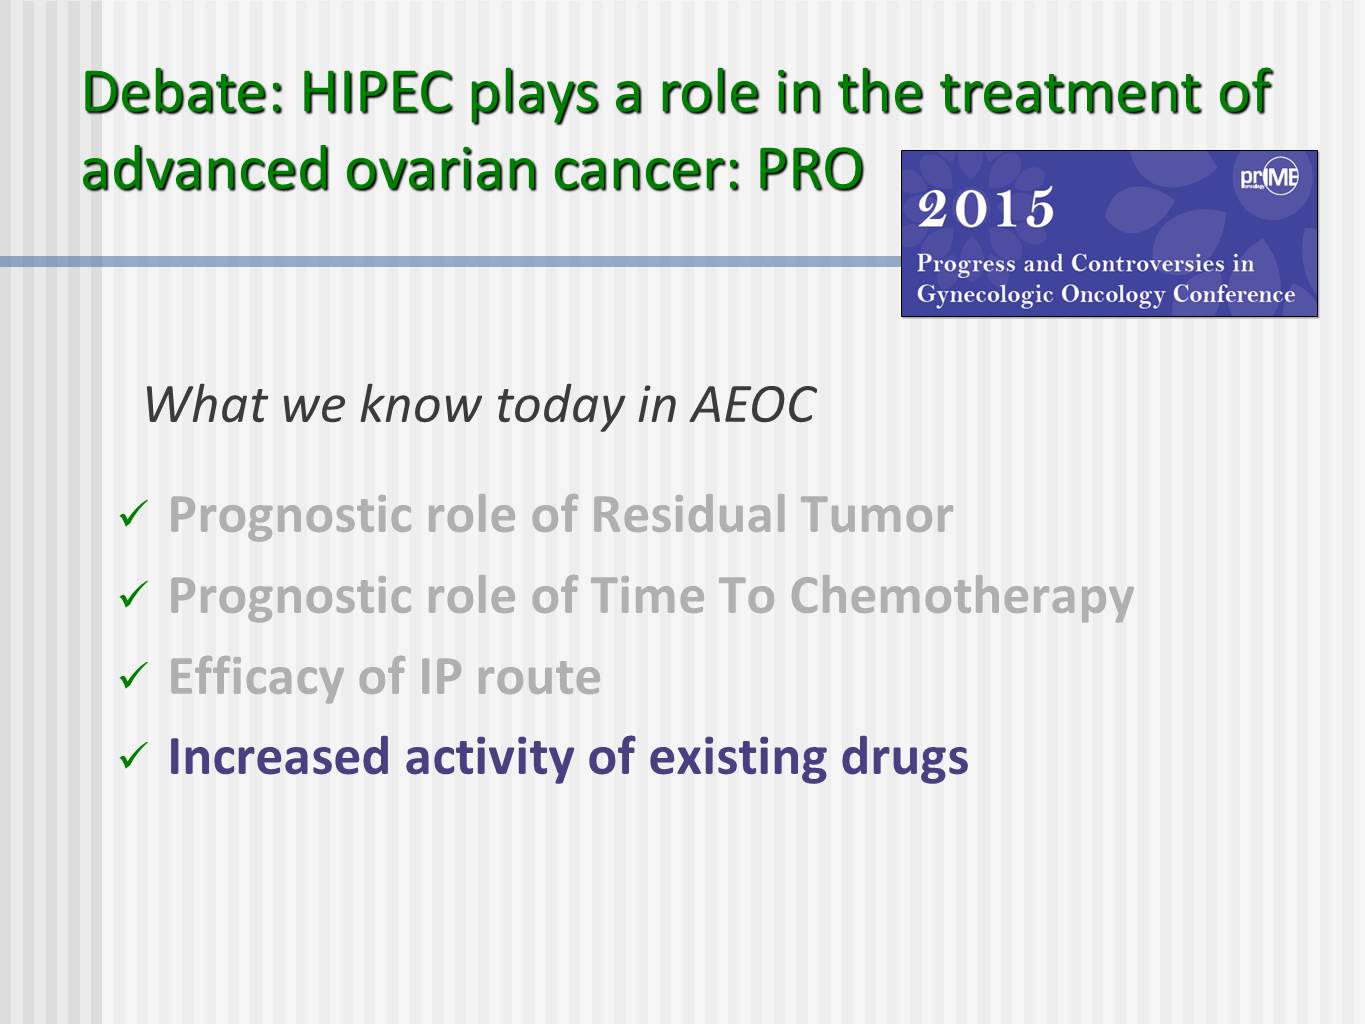 Debate: HIPEC plays a role in the treatment of
advanced ovarian cancer: PRO
prIME
2015
Progress and Controversies in
Gynecologic Oncology Conference
What we know today in AEOC
✓ Prognostic role of Residual Tumor
✓ Prognostic role of Time To Chemotherapy
✓ Efficacy of IP route
✓ Increased activity of existing drugs